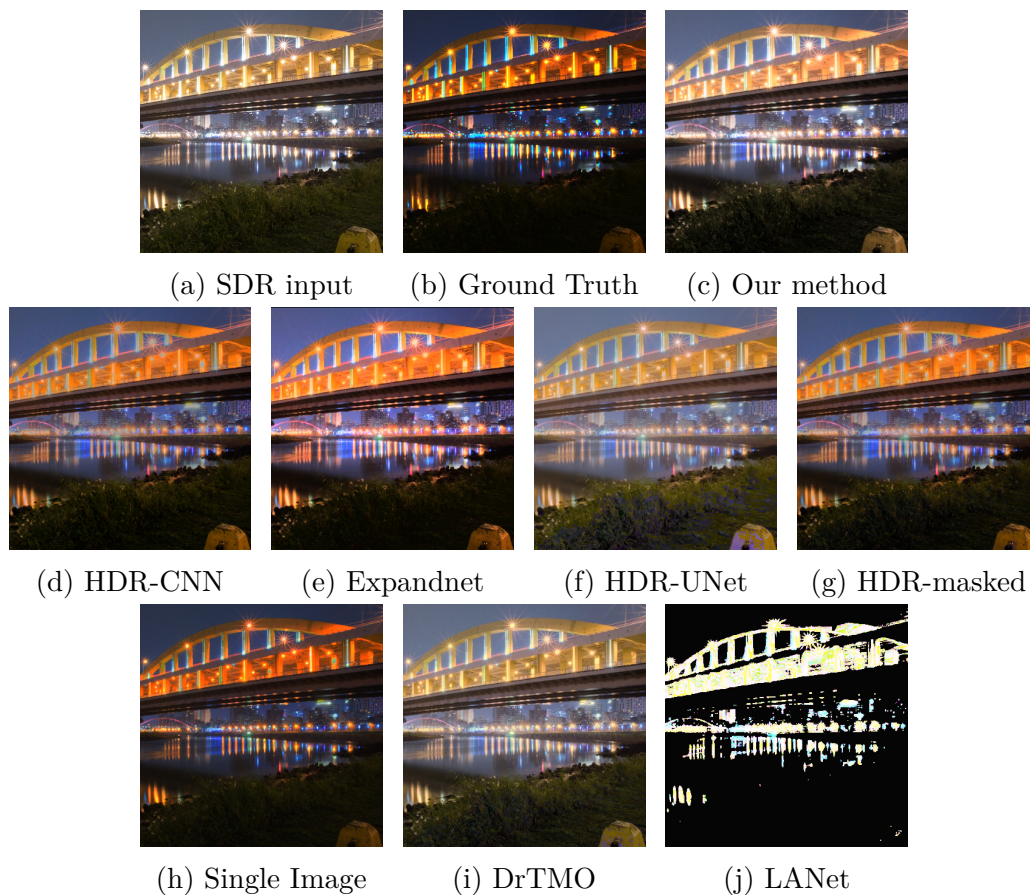 (a) SDR input
(b) Ground Truth
(c) Our method
(d) HDR-CNN
(e) Expandnet
(f) HDR-UNet
(g) HDR-masked
(h) Single Image
(i) DrTMO
(j) LANet